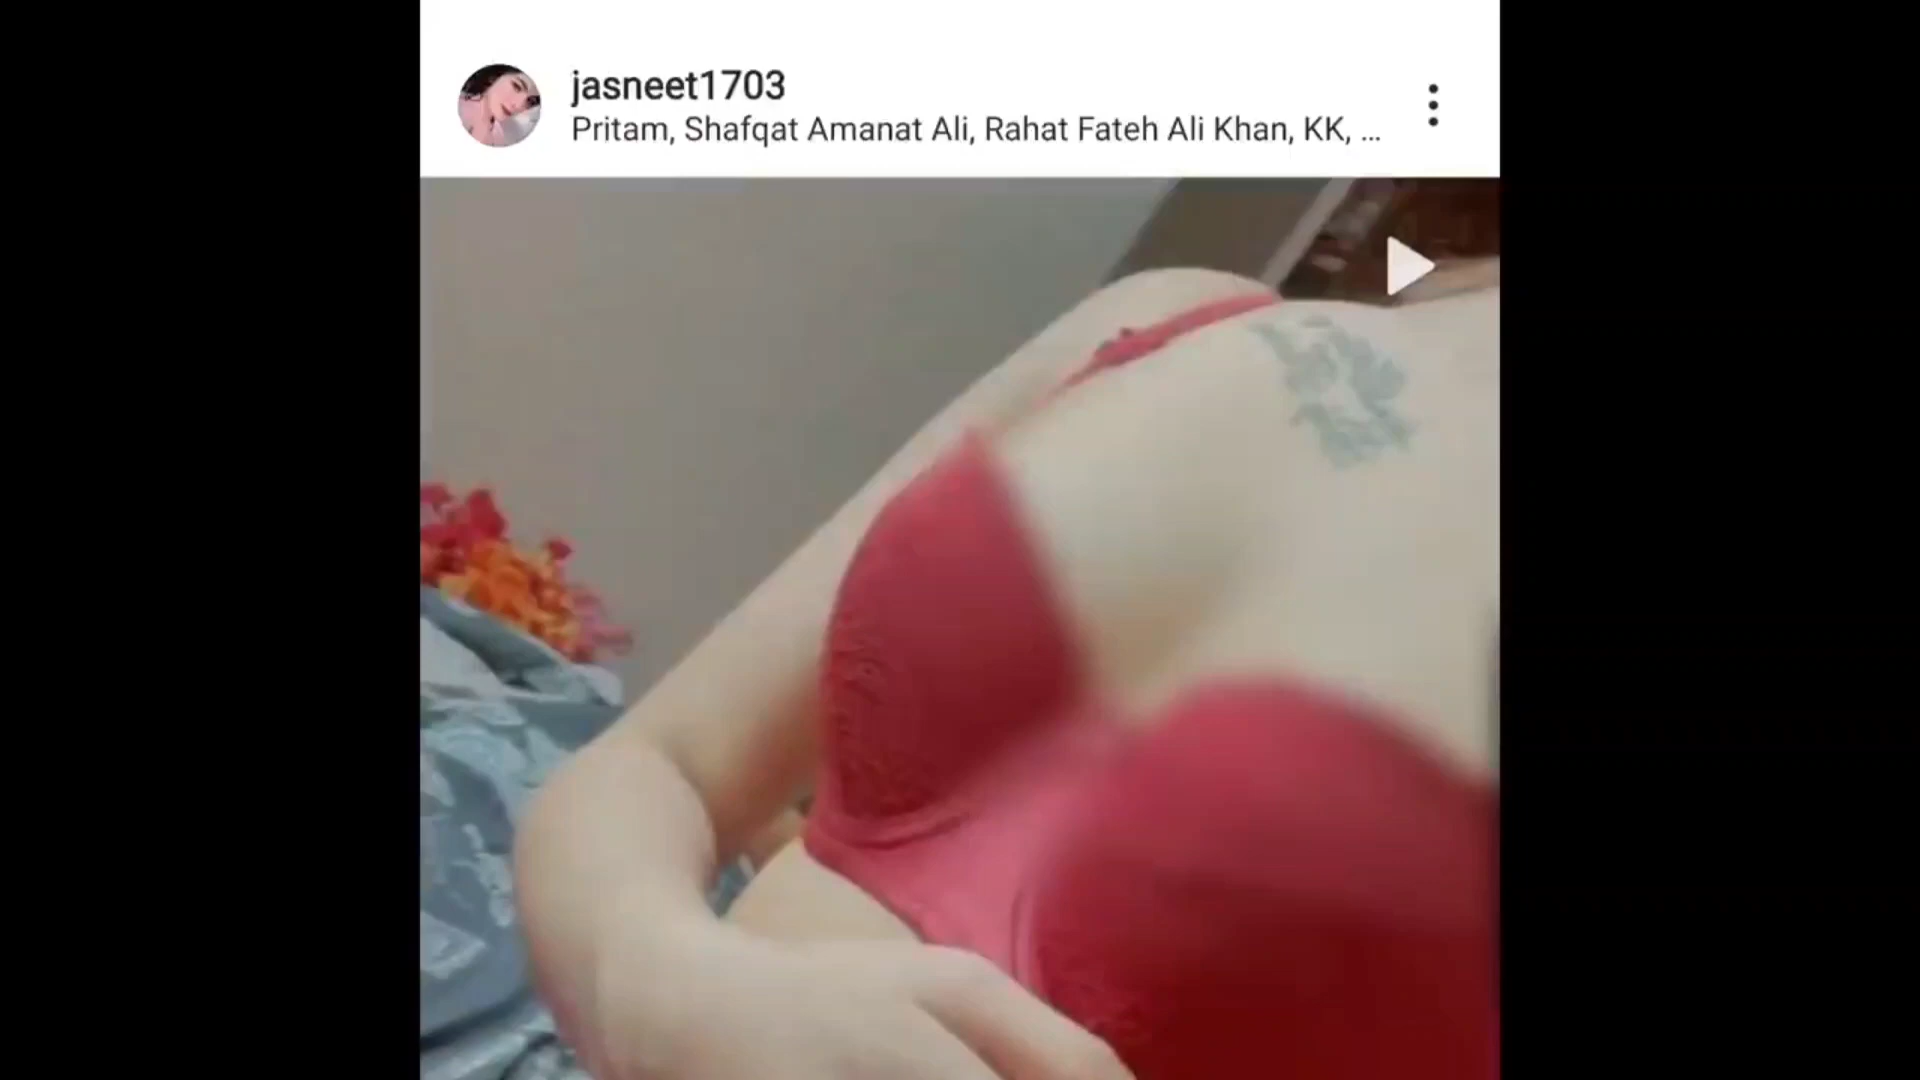 jasneet1703
Pritam, Shafqat Amanat Ali, Rahat Fateh Ali Khan, KK, ...